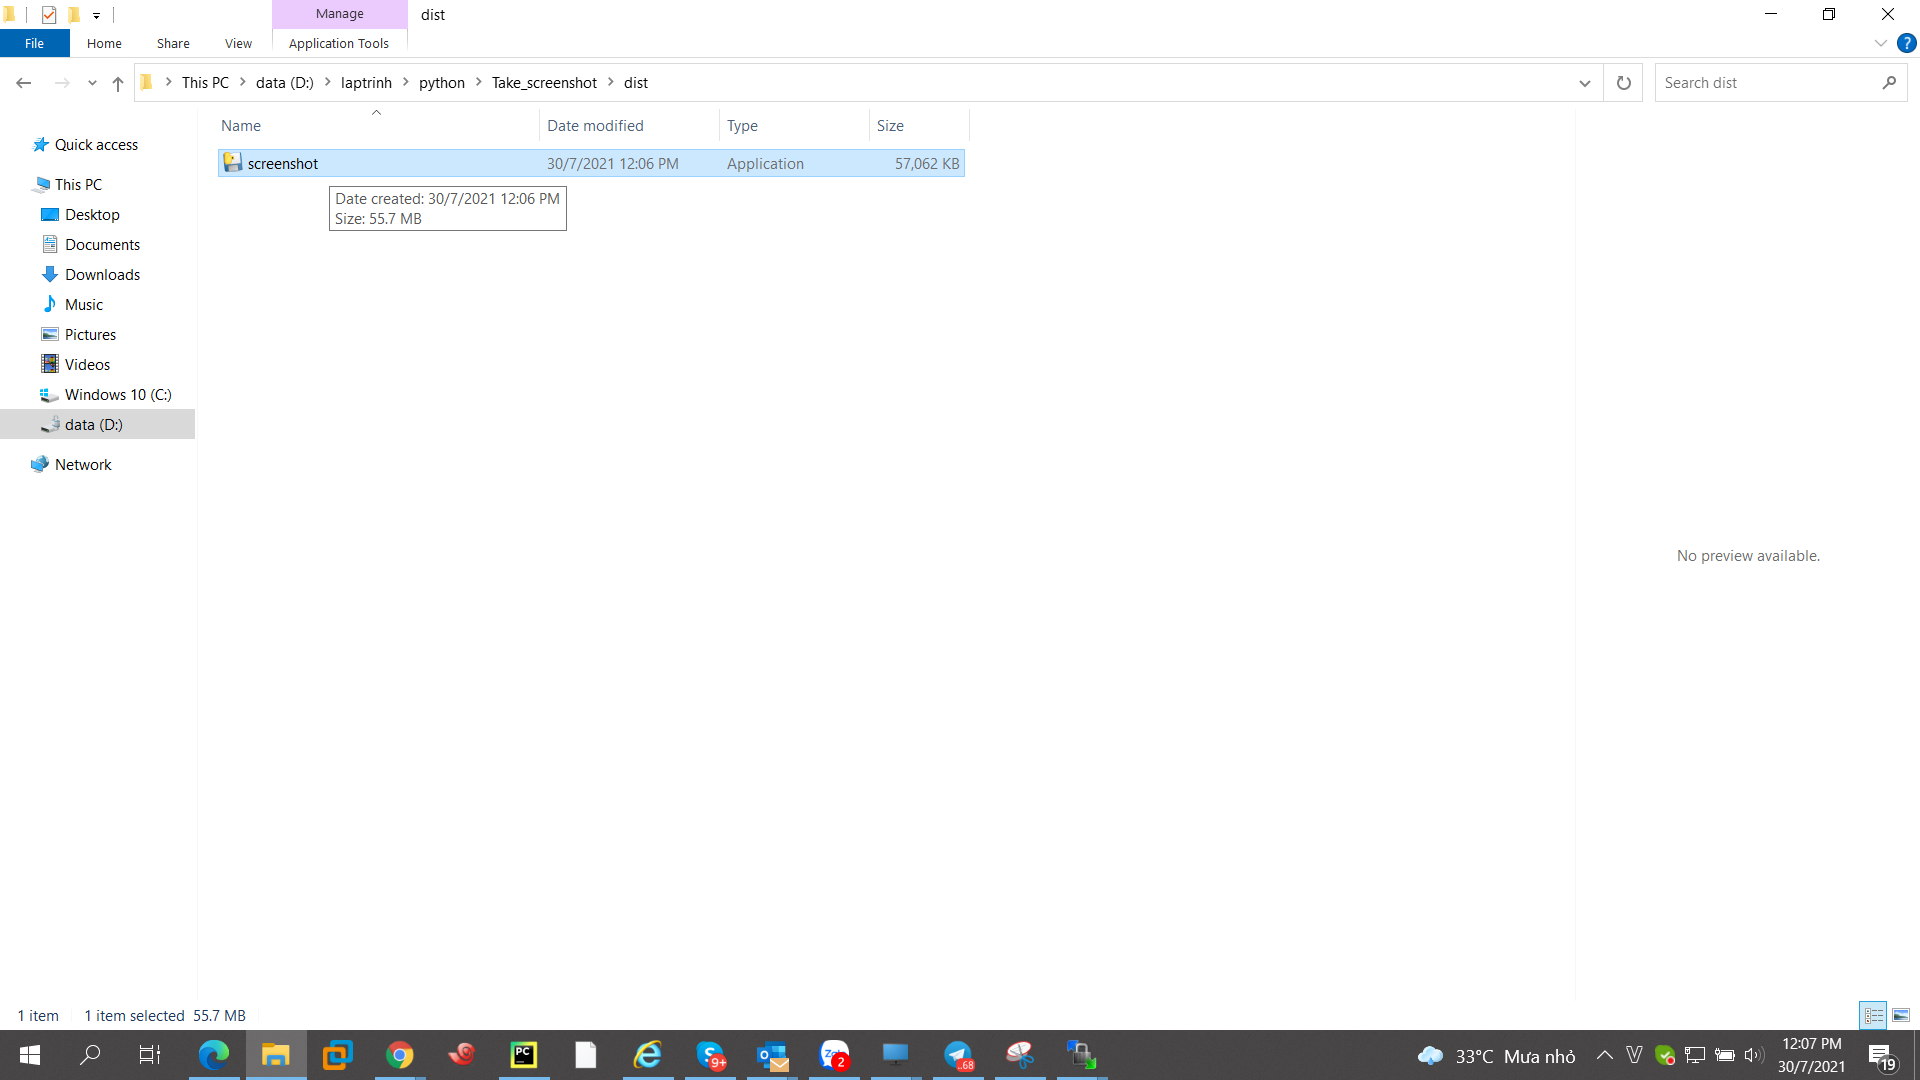 Manage
dist
File
Home
Share
View
Application Tools
This PC
data (D:)
laptrinh
python
Take_screenshot
dist
Search dist
Name
Date modified
Type
Size
screenshot
30/7/2021 12:06 PM
Application
57,062 KB
Date created: 30/7/2021 12:06 PM
Size: 55.7 MB
Quick access
This PC
Desktop
Documents
Downloads
Music
Pictures
Videos
Windows 10 (C:)
data (D:)
Network
No preview available.
1 item
1 item selected 55.7 MB
PC
9+
2
..68
33°C Mưa nhỏ
V
12:07 PM
30/7/2021
19